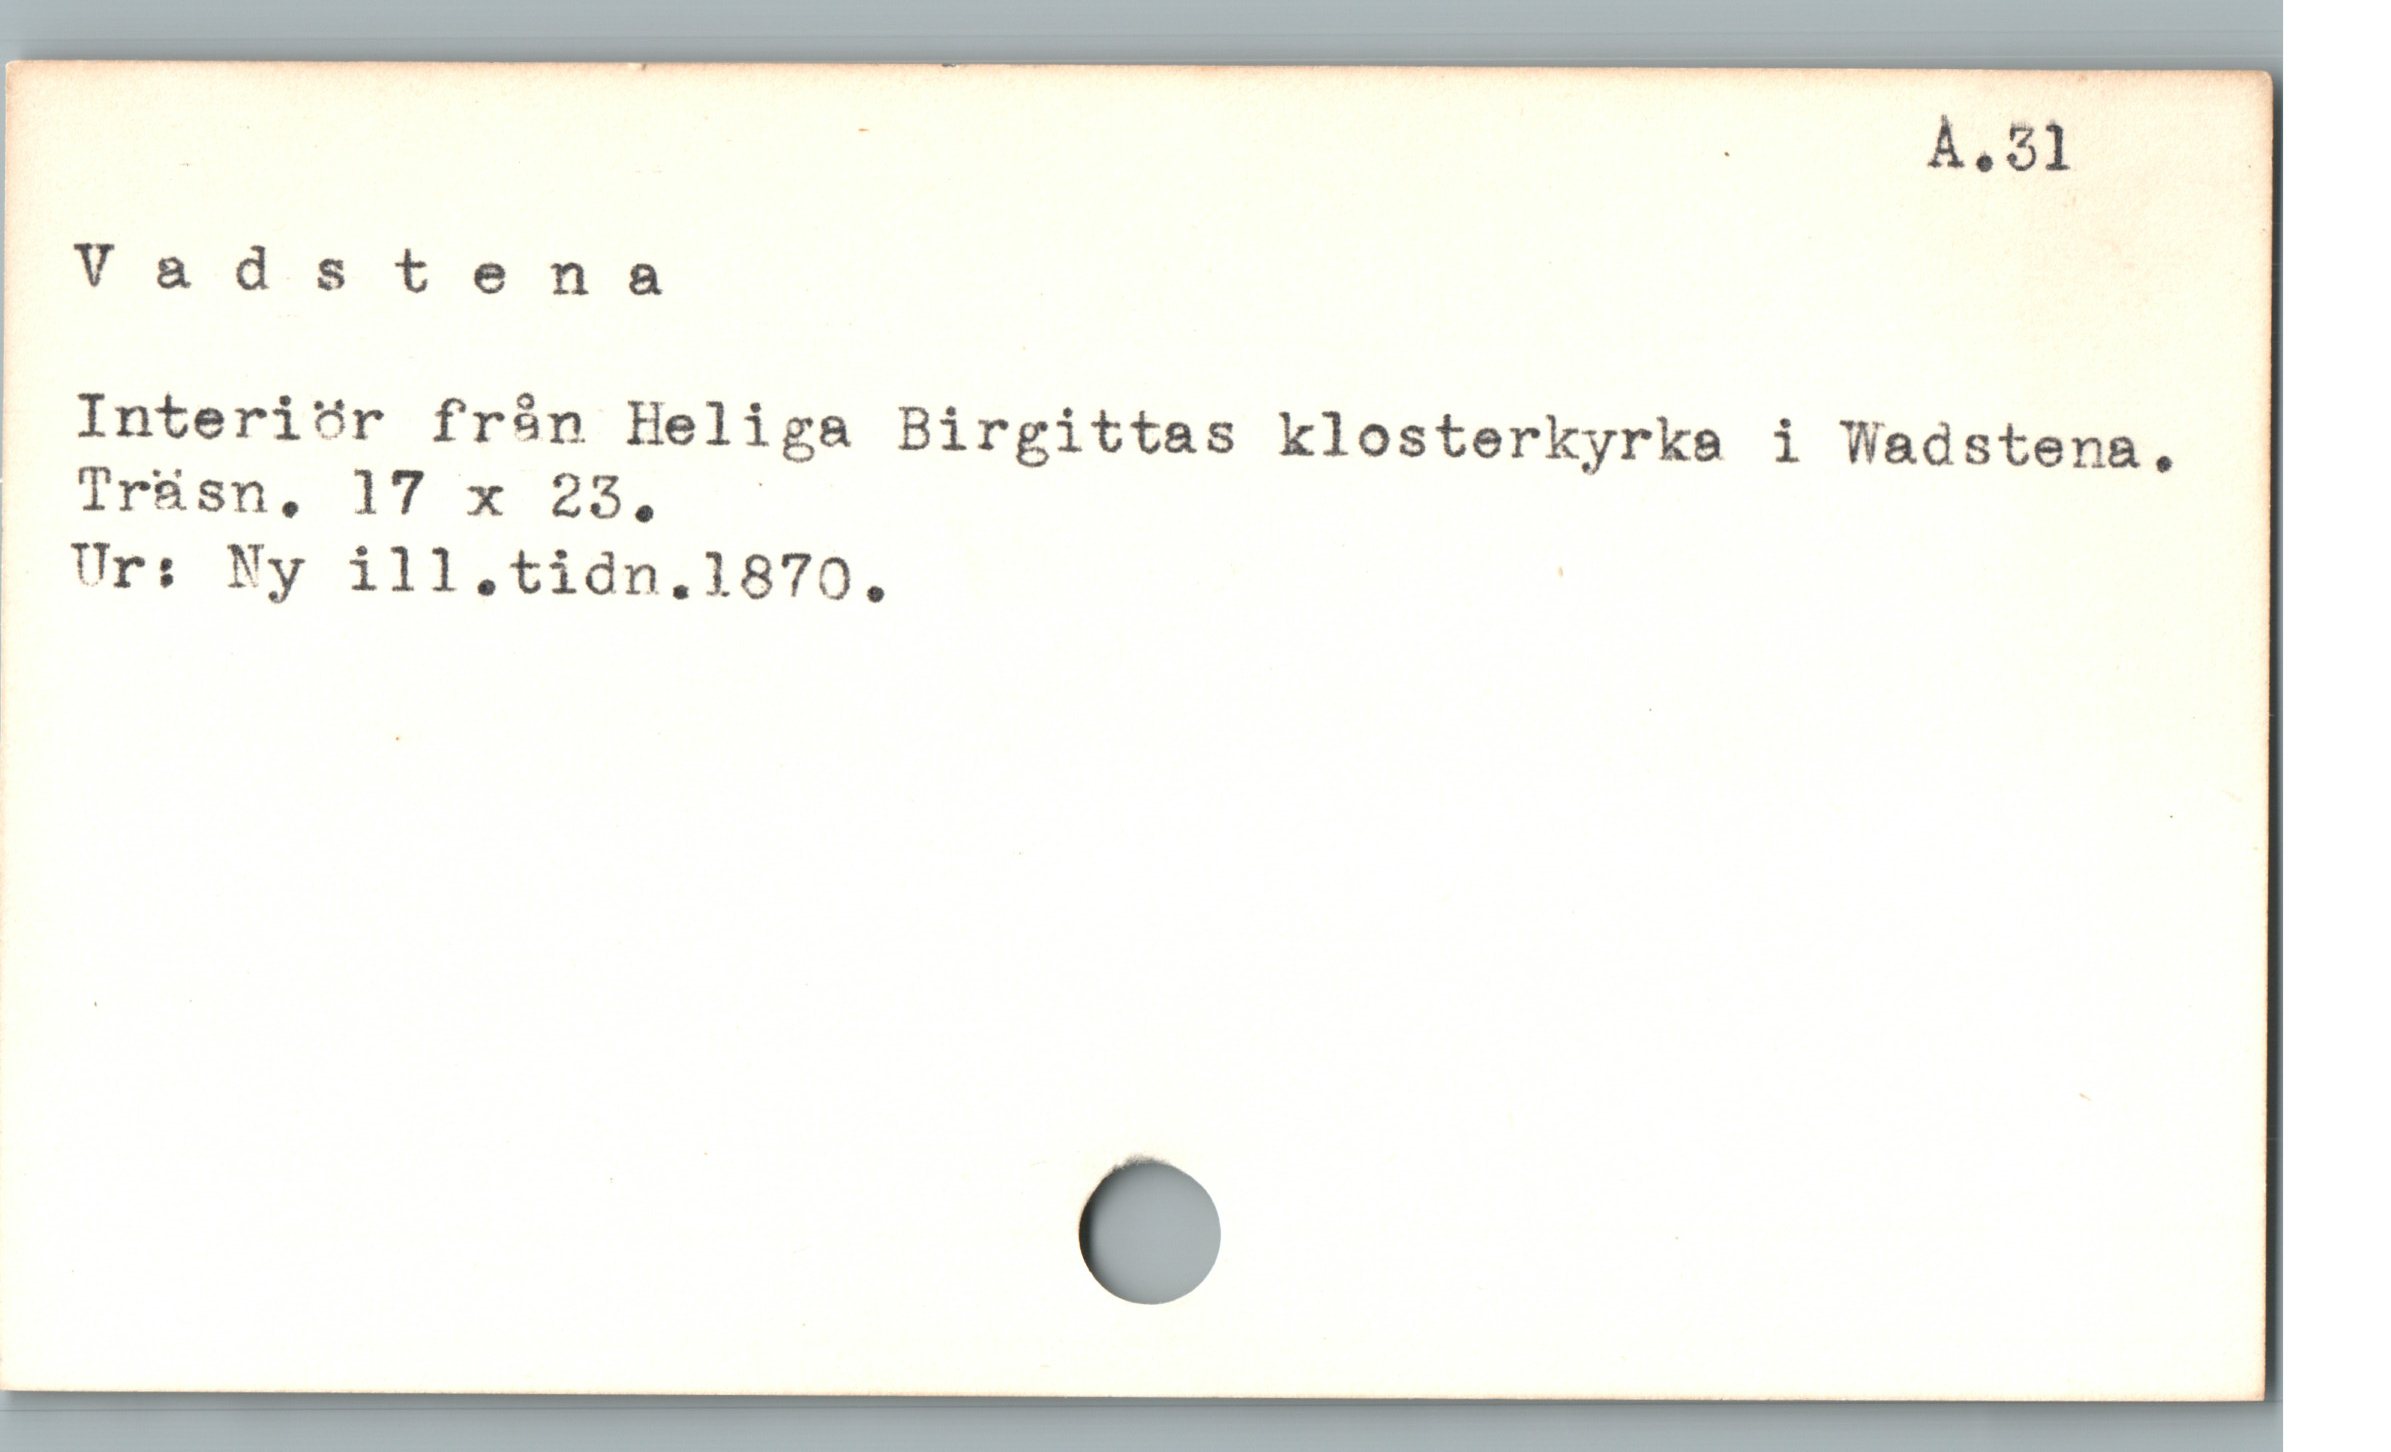 A.31
V a d s t e n a
Interiör från Heliga Birgittas klosterkyrka i Wadstena.
Träsn. 17 x 23.
Ur: Ny ill.tidn.1870.